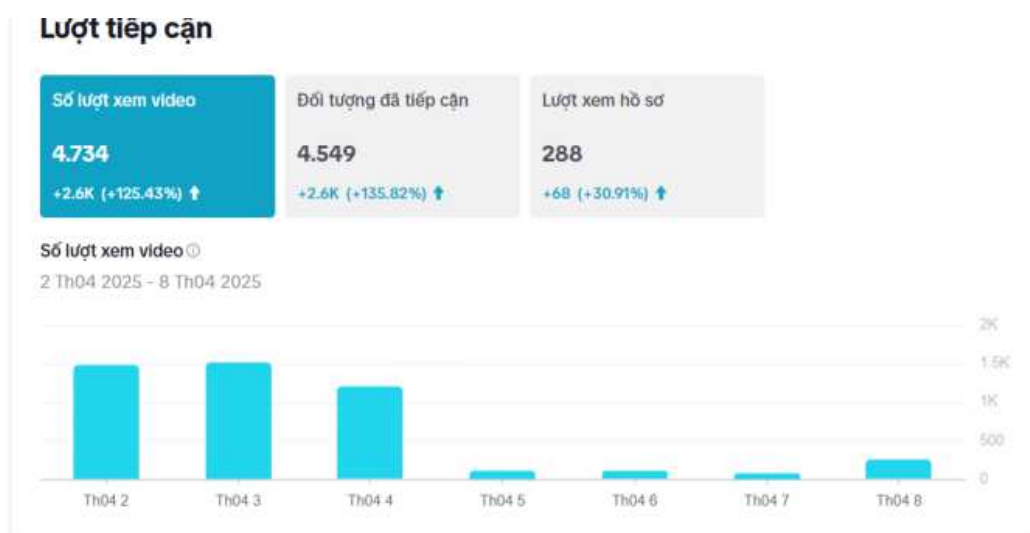 Lượt tiếp cận
Số lượt xem video
4.734
+2.6K (+125.43%)
Đối tượng đã tiếp cận
4.549
+2.6K (+135.82%)
Lượt xem hồ sơ
288
+68 (+30.91%)
Số lượt xem video
2 Th04 2025 - 8 Th04 2025
2K
1.5K
1K
500
0
Th04 2 Th04 3 Th04 4 Th04 5 Th04 6 Th04 7 Th04 8